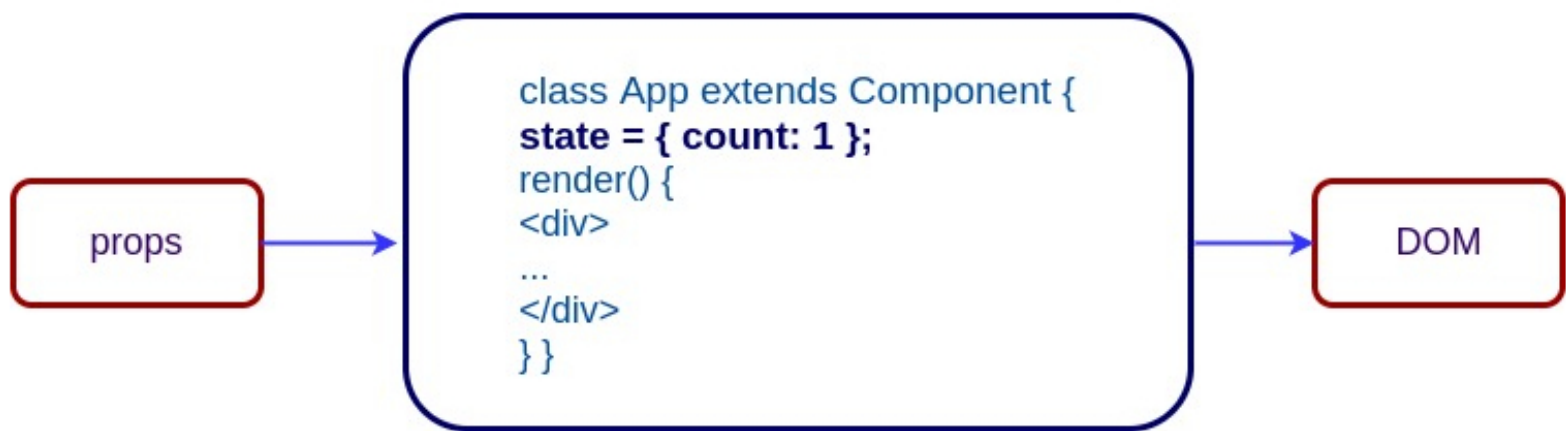 props
class App extends Component {
state = { count: 1 };
render() {
<div>
...
</div>
} }
DOM